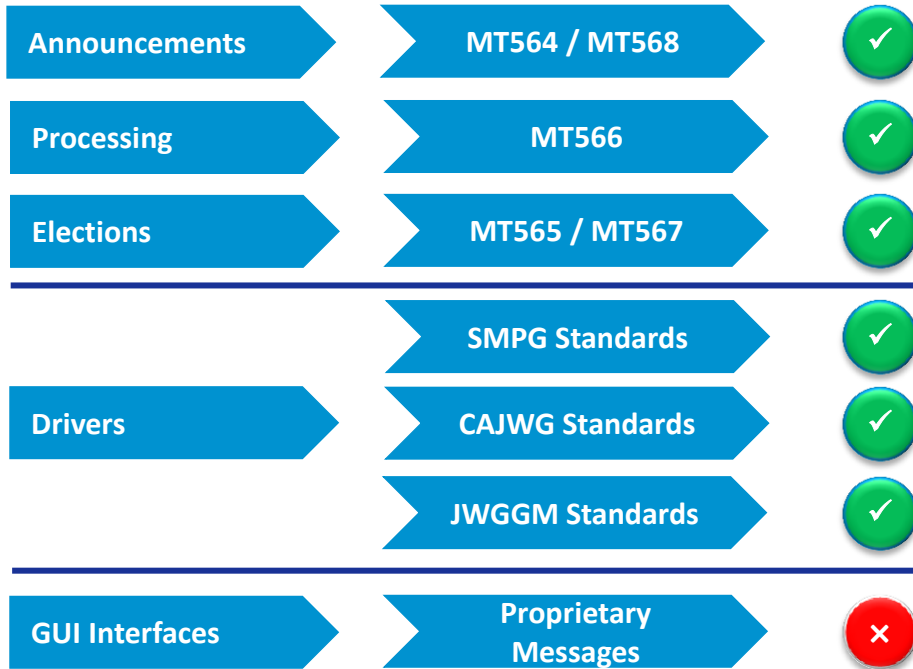 Announcements
MT564 / MT568
Processing
MT566
Elections
MT565 / MT567
SMPG Standards
Drivers
CAJWG Standards
JWGGM Standards
GUI Interfaces
Proprietary
Messages